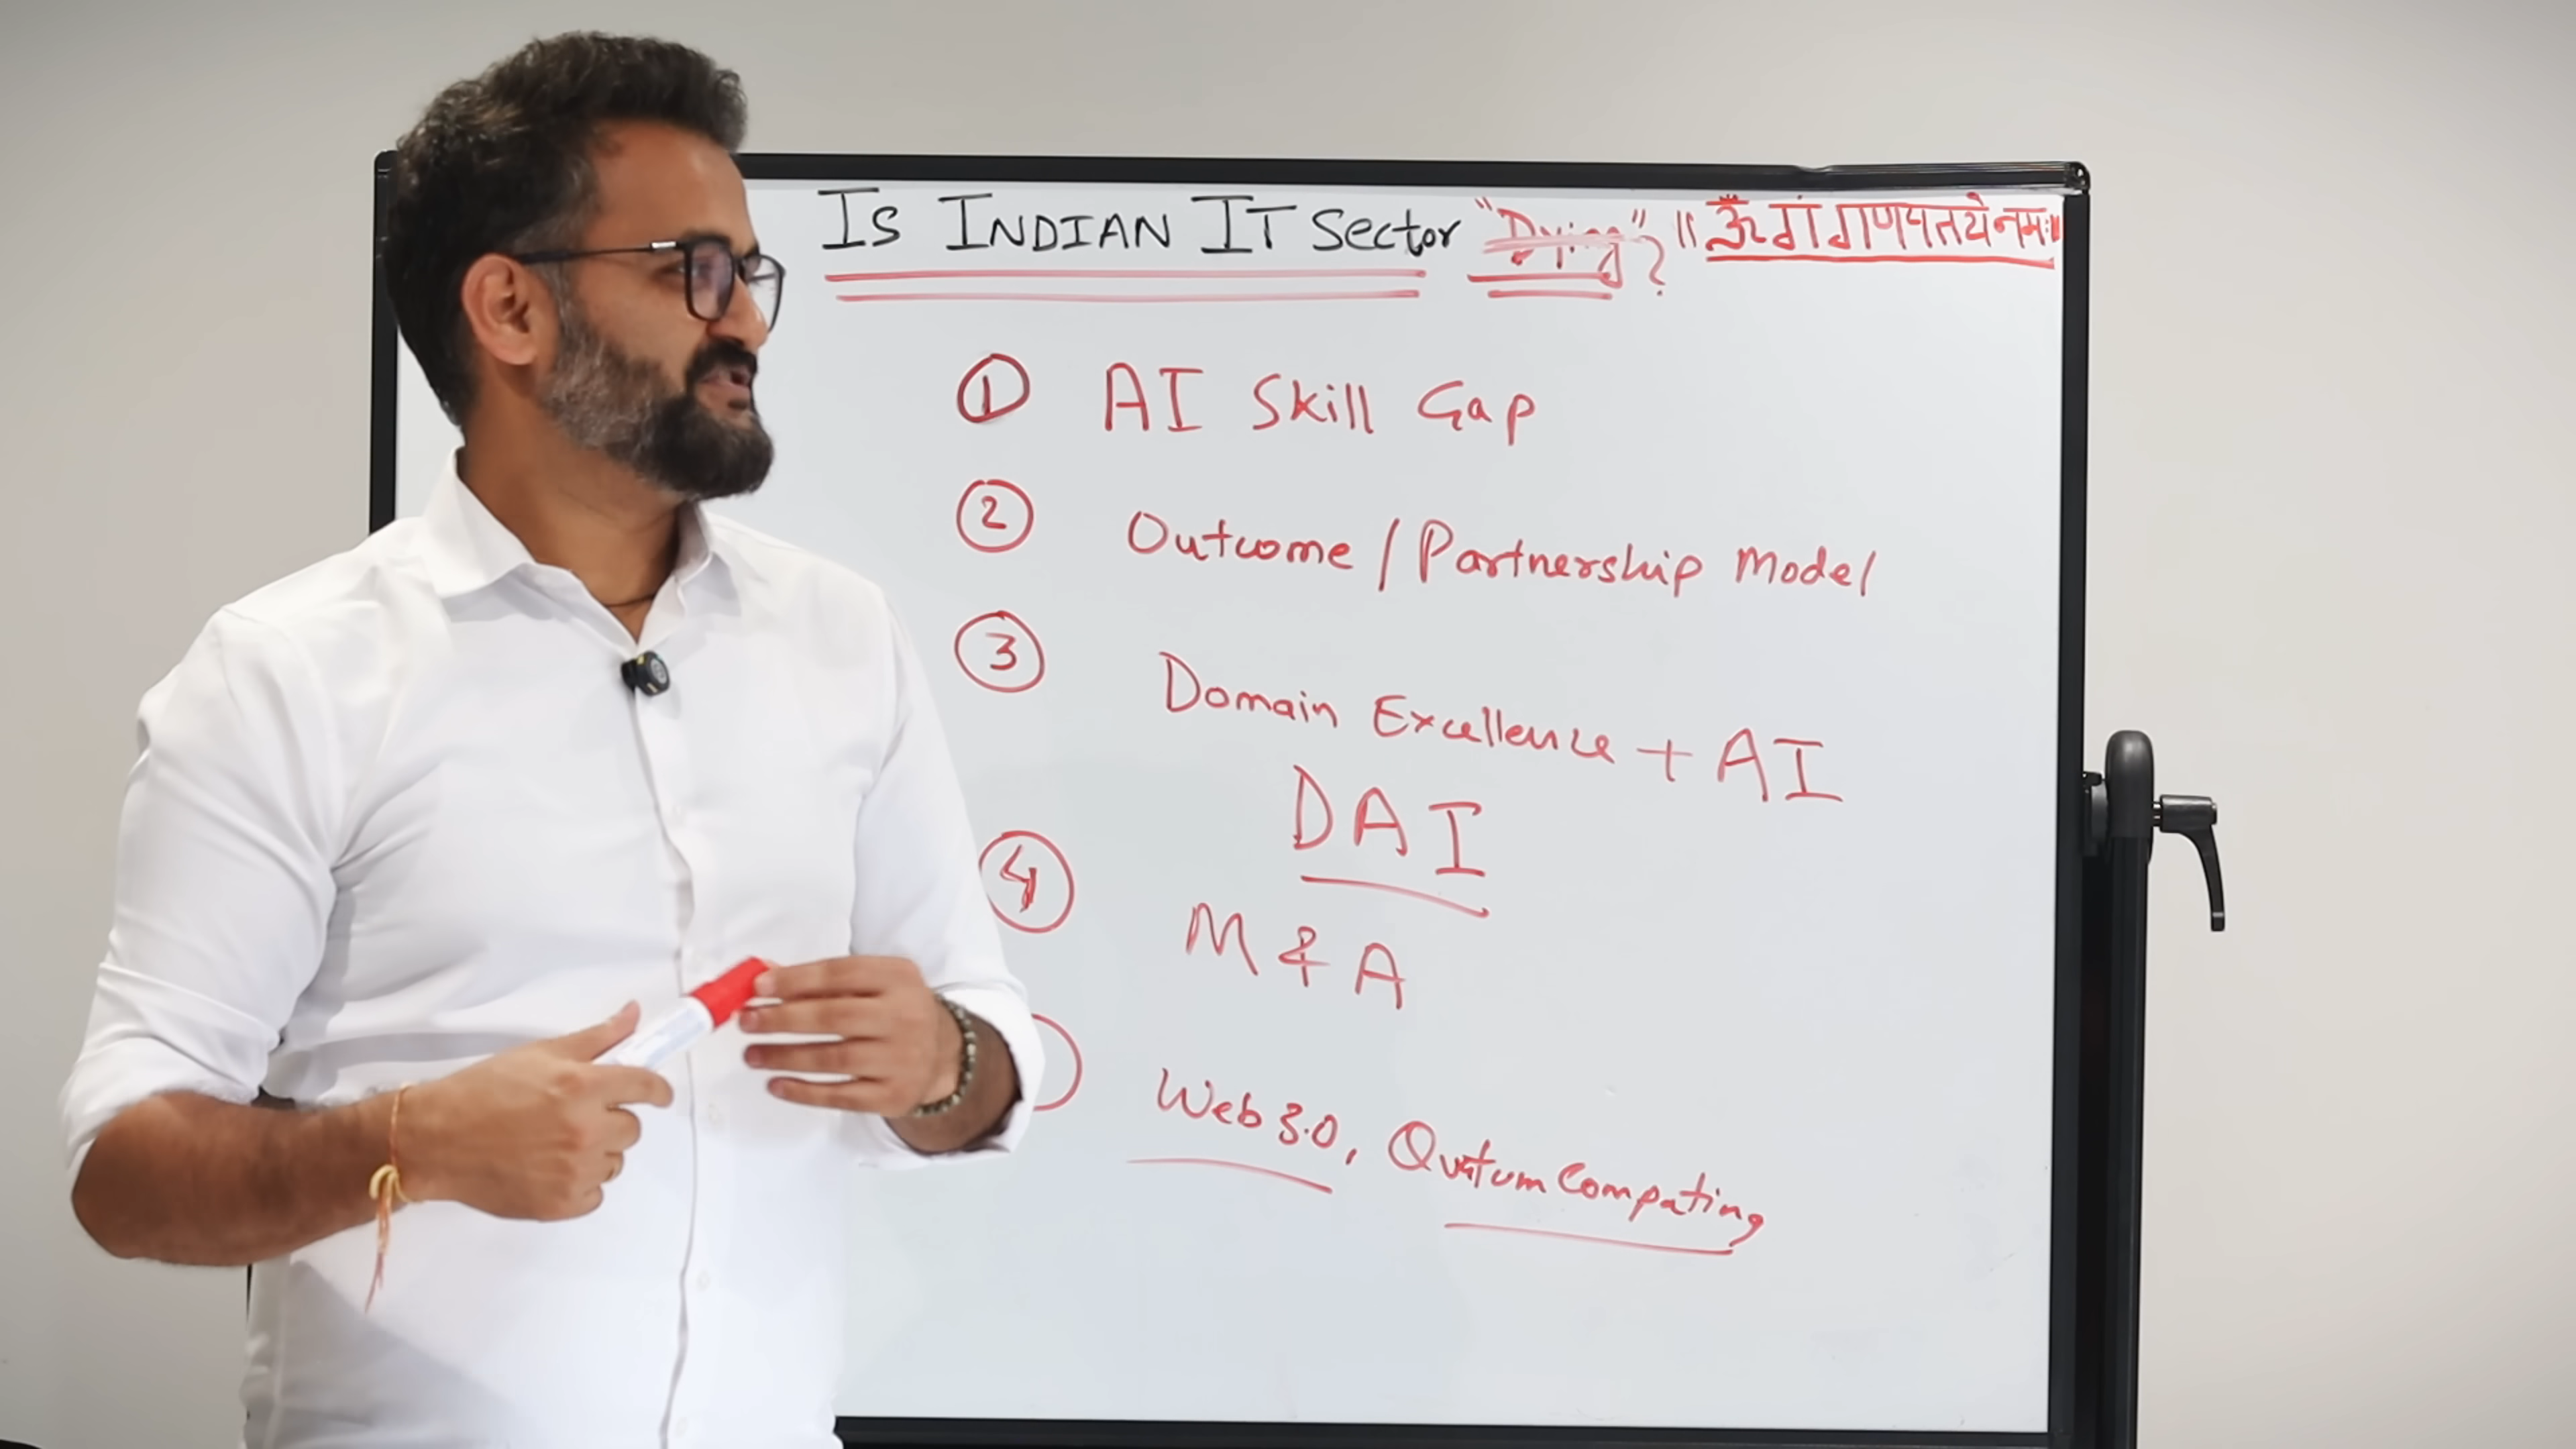 Is INDIAN IT Sector "Dying"? || ॐ गं गणपतये नमः ||
1 AI Skill Gap
2 Outcome / Partnership Model
3 Domain Excellence + AI
DAI
4 M & A
Web 3.0, Quatum Computing